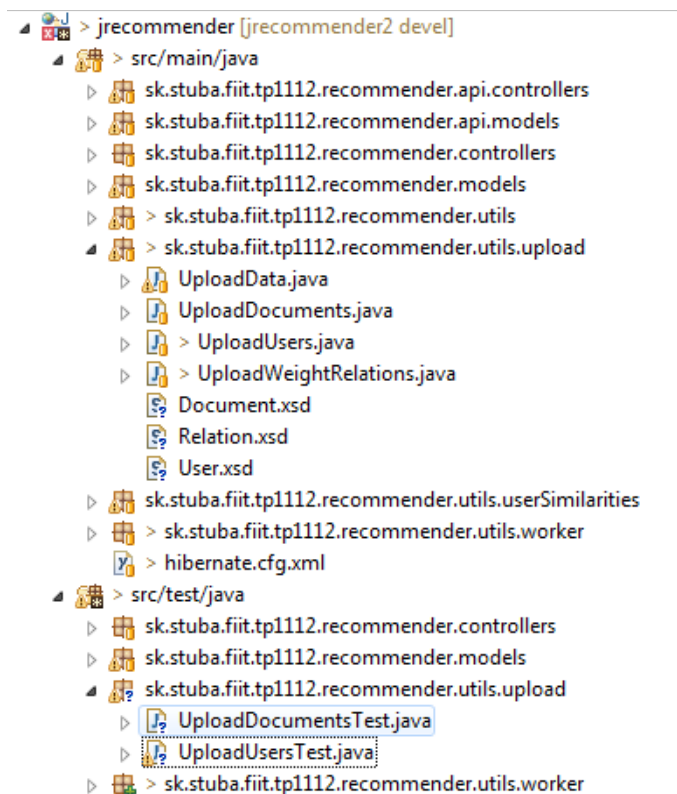 > jrecommender [jrecommender2 devel]
> src/main/java
sk.stuba.fiit.tp1112.recommender.api.controllers
sk.stuba.fiit.tp1112.recommender.api.models
sk.stuba.fiit.tp1112.recommender.controllers
sk.stuba.fiit.tp1112.recommender.models
> sk.stuba.fiit.tp1112.recommender.utils
> sk.stuba.fiit.tp1112.recommender.utils.upload
UploadData.java
UploadDocuments.java
> UploadUsers.java
> UploadWeightRelations.java
Document.xsd
Relation.xsd
User.xsd
sk.stuba.fiit.tp1112.recommender.utils.userSimilarities
> sk.stuba.fiit.tp1112.recommender.utils.worker
> hibernate.cfg.xml
> src/test/java
sk.stuba.fiit.tp1112.recommender.controllers
sk.stuba.fiit.tp1112.recommender.models
sk.stuba.fiit.tp1112.recommender.utils.upload
UploadDocumentsTest.java
UploadUsersTest.java
> sk.stuba.fiit.tp1112.recommender.utils.worker